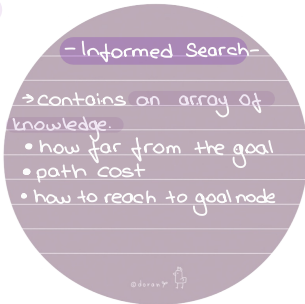 - Informed Search -
→ contains an array of
knowledge.
• how far from the goal
• path cost
• how to reach to goal node